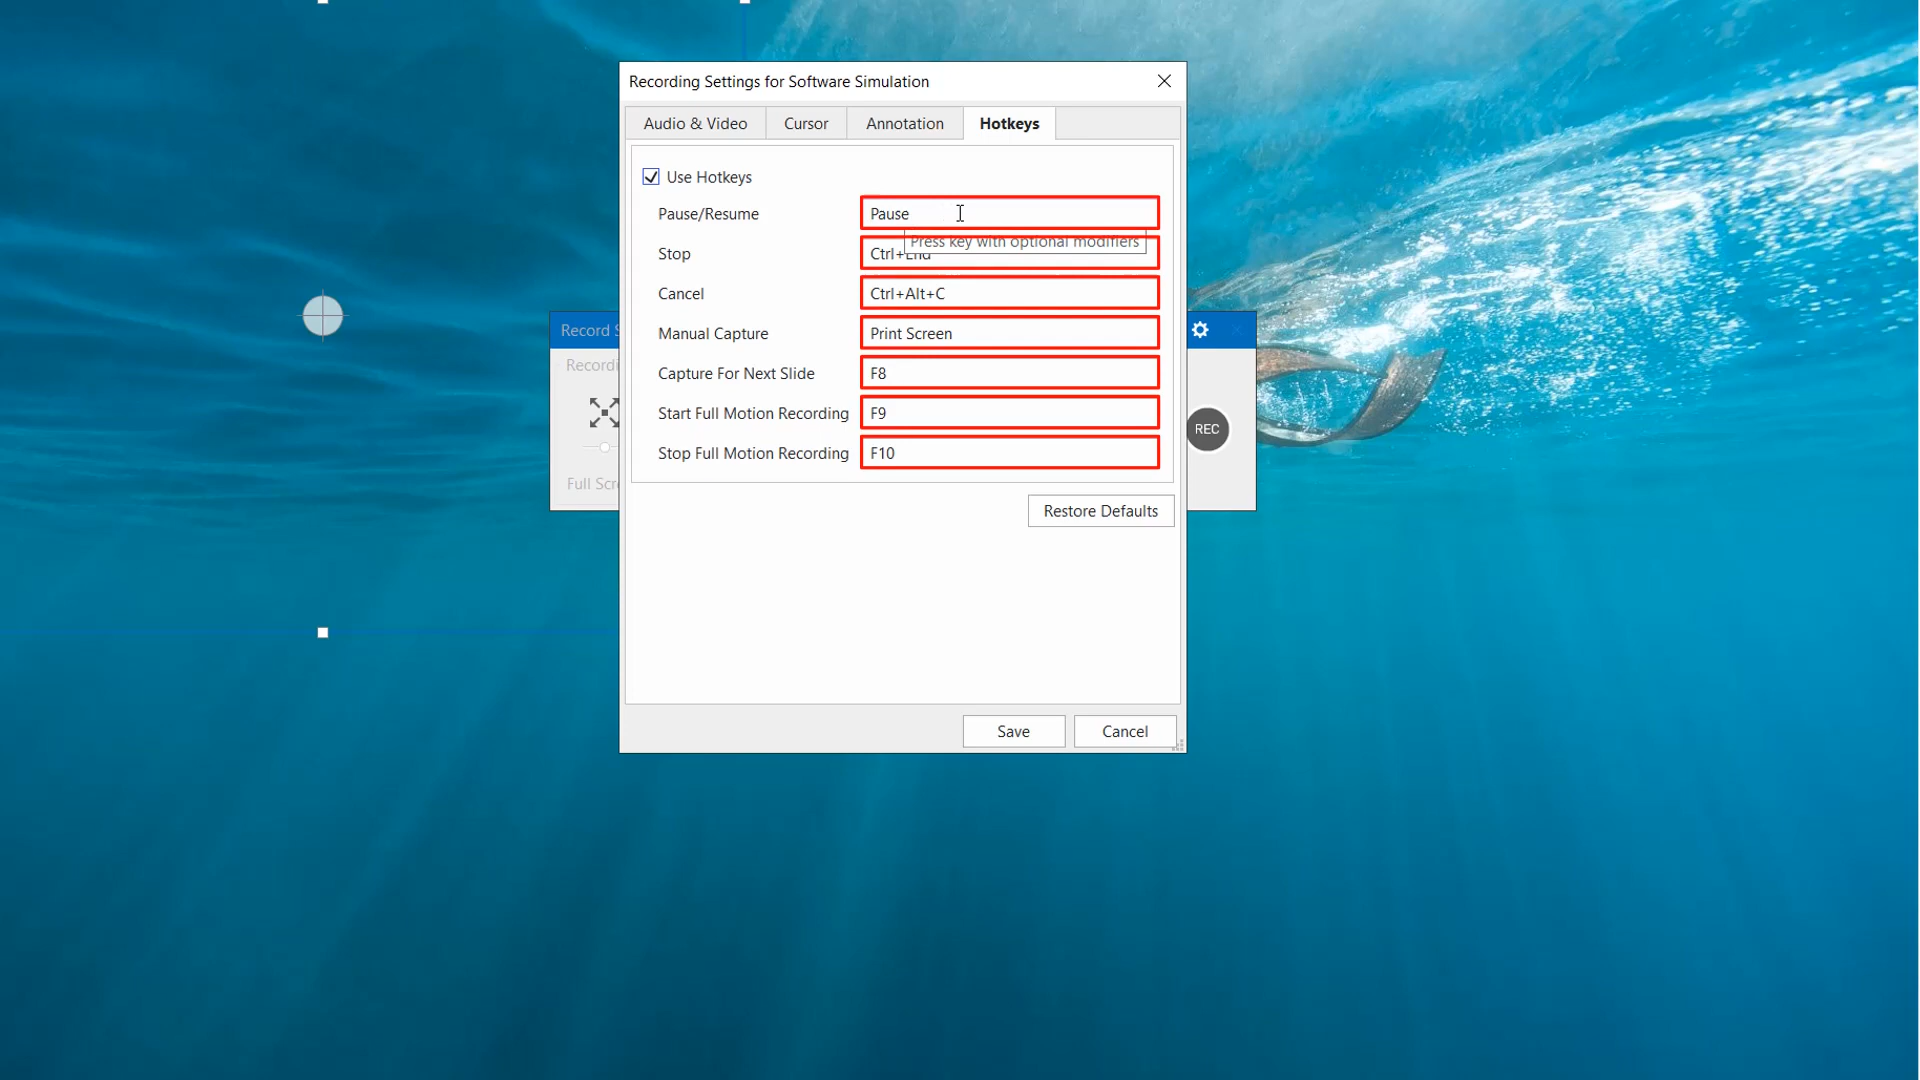 Recording Settings for Software Simulation
Audio & Video Cursor Annotation Hotkeys
Use Hotkeys
Pause/Resume Pause
Press key with optional modifiers
Stop Ctrl+End
Cancel Ctrl+Alt+C
Manual Capture Print Screen
Record S
Recordi
Capture For Next Slide F8
Start Full Motion Recording F9
REC
Stop Full Motion Recording F10
Full Scr
Restore Defaults
Save Cancel